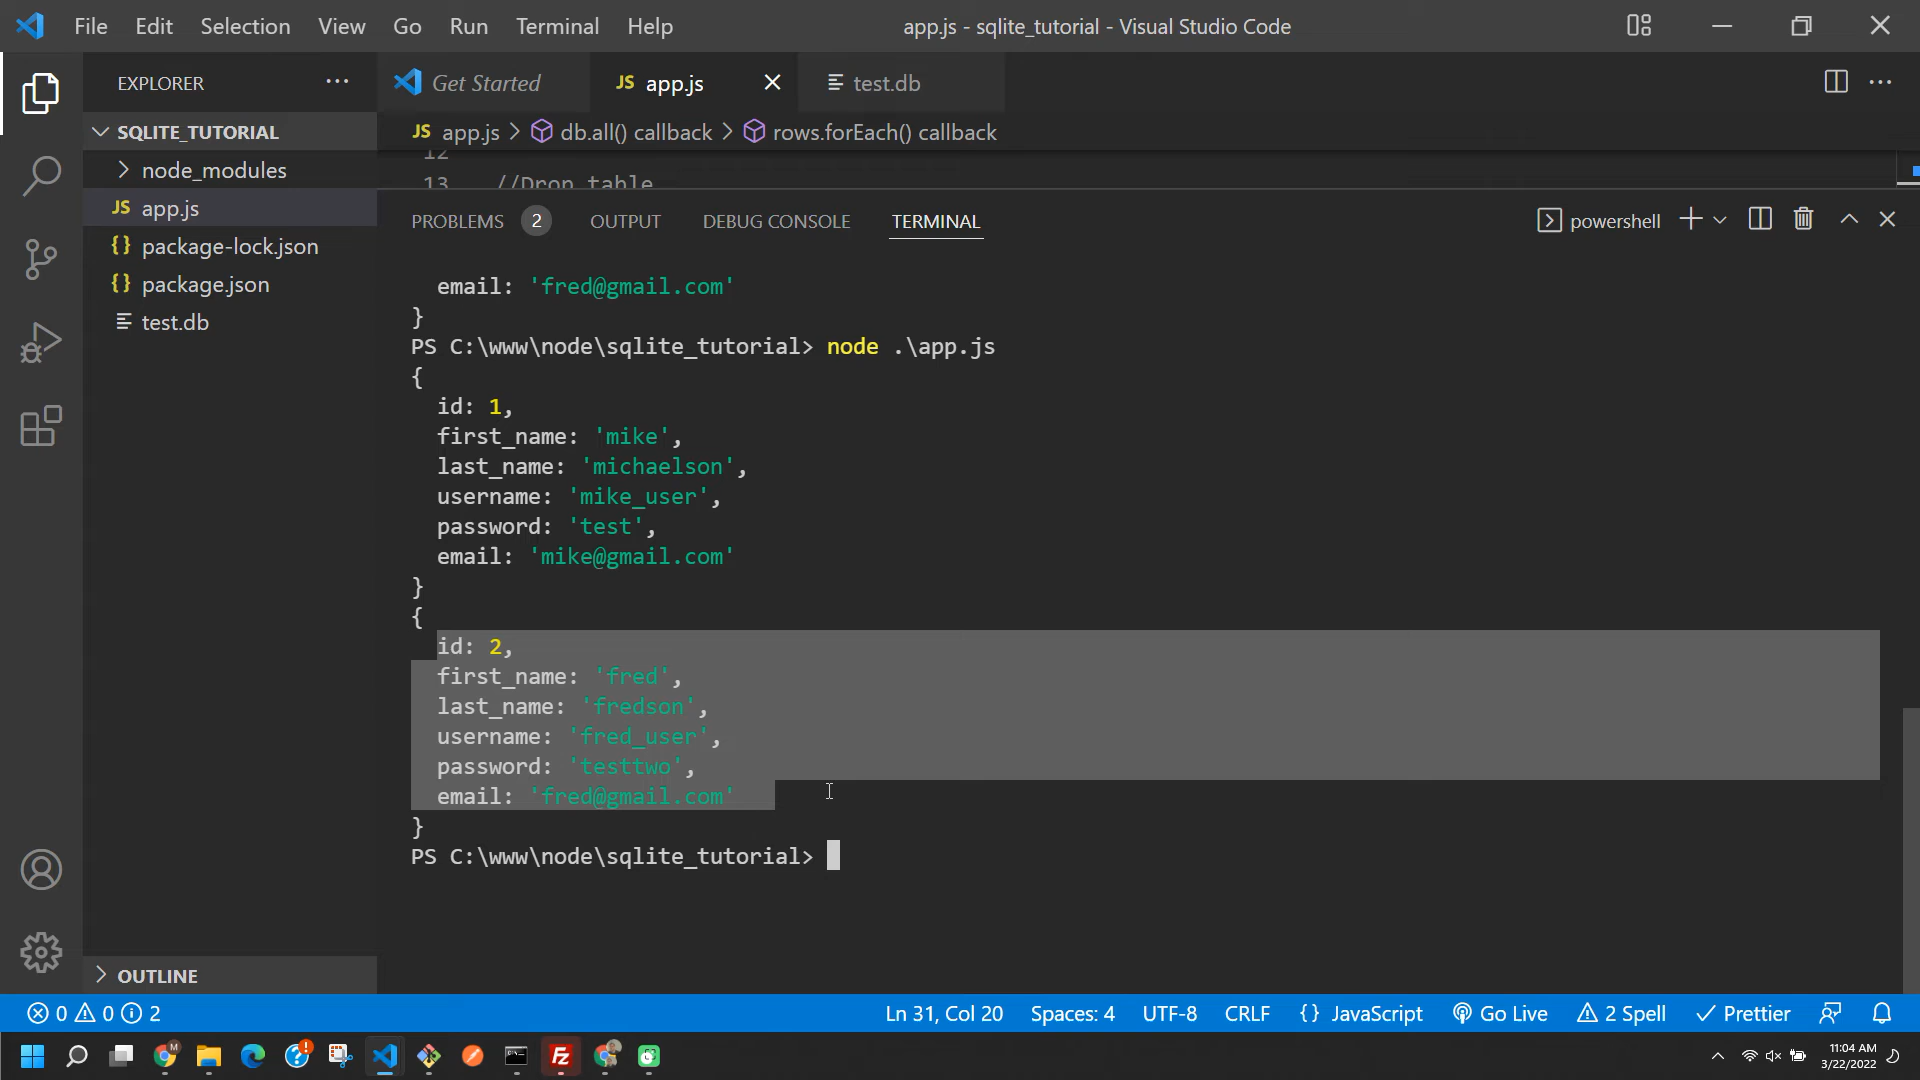 File Edit Selection View Go Run Terminal Help app.js - sqlite_tutorial - Visual Studio Code
EXPLORER
Get Started
JS app.js
test.db
SQLITE_TUTORIAL
JS app.js > db.all() callback > rows.forEach() callback
node_modules
JS app.js
{} package-lock.json
{} package.json
test.db
12
13 //Drop table
PROBLEMS 2 OUTPUT DEBUG CONSOLE TERMINAL
powershell
email: 'fred@gmail.com'
}
PS C:\www\node\sqlite_tutorial> node .\app.js
{
id: 1,
first_name: 'mike',
last_name: 'michaelson',
username: 'mike_user',
password: 'test',
email: 'mike@gmail.com'
}
{
id: 2,
first_name: 'fred',
last_name: 'fredson',
username: 'fred_user',
password: 'testtwo',
email: 'fred@gmail.com'
}
PS C:\www\node\sqlite_tutorial>
OUTLINE
0 0 2
Ln 31, Col 20 Spaces: 4 UTF-8 CRLF {} JavaScript Go Live 2 Spell Prettier
M
Fz
11:04 AM
3/22/2022